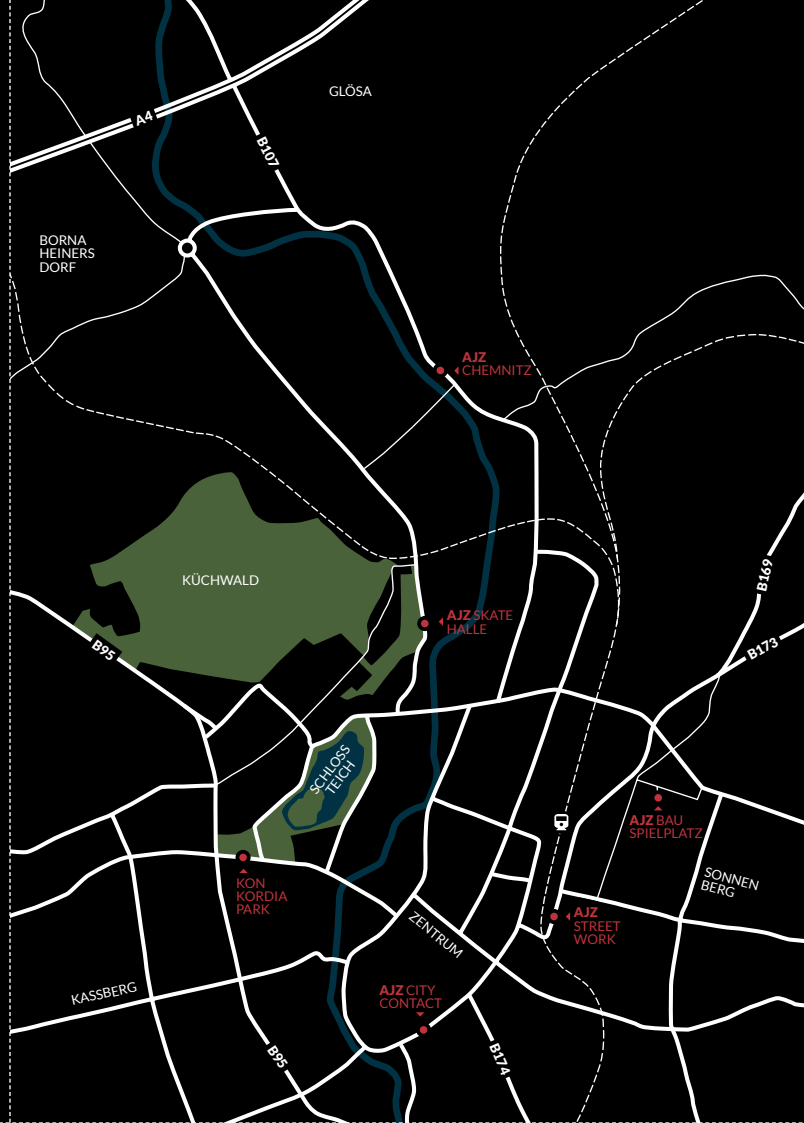 GLÖSA
A4
B107
BORNA
HEINERS
DORF
AJZ
CHEMNITZ
KÜCHWALD
B169
AJZ SKATE
HALLE
B95
B173
SCHLOSS
TEICH
AJZ BAU
SPIELPLATZ
KON
KORDIA
PARK
SONNEN
BERG
AJZ
STREET
WORK
ZENTRUM
KASSBERG
AJZ CITY
CONTACT
B95
B174